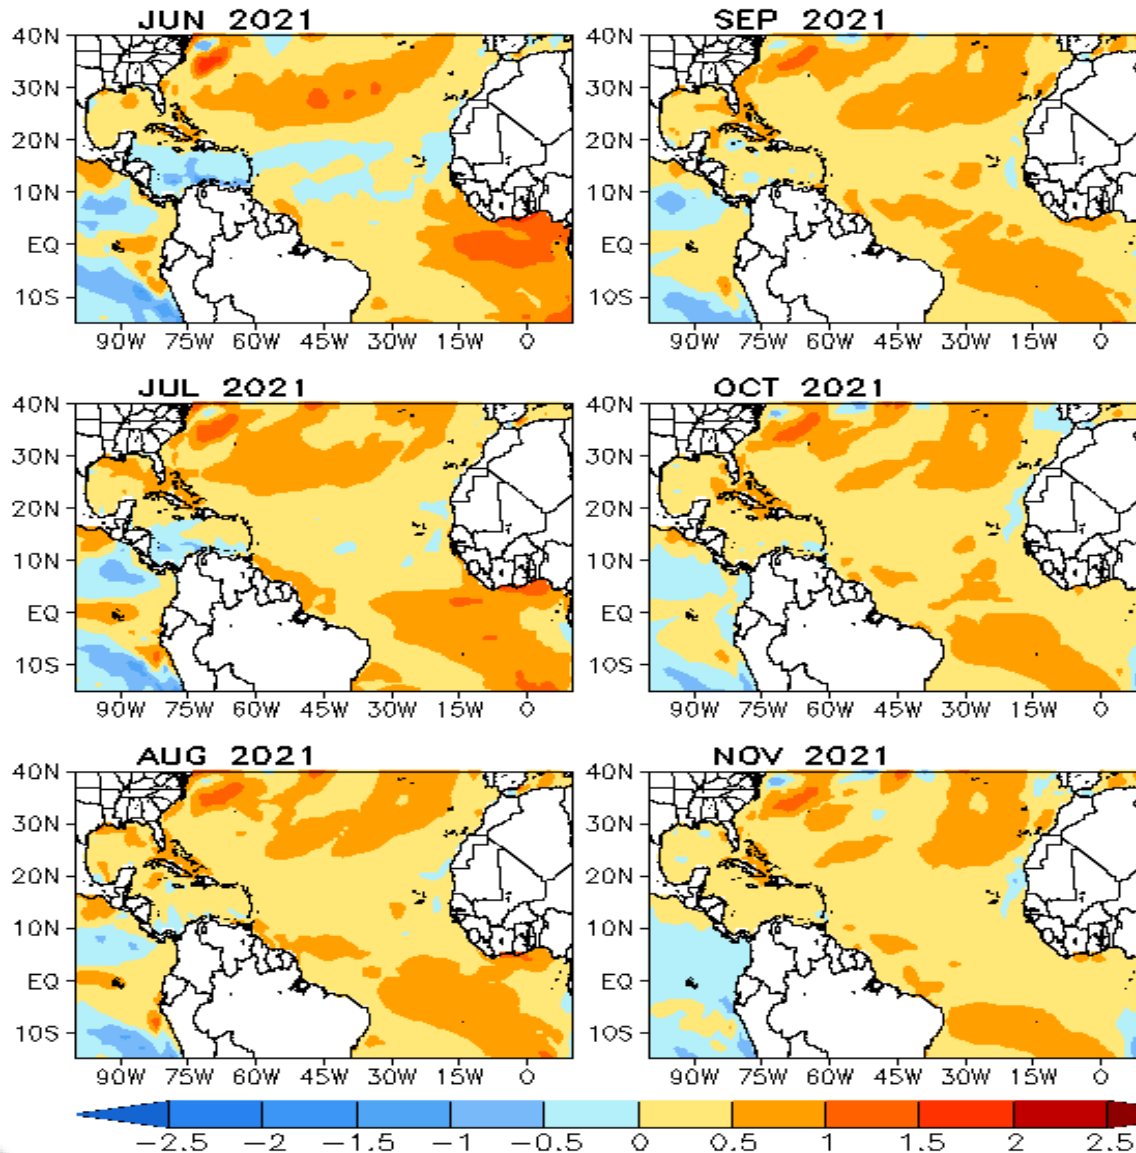 JUN 2021
40N
30N
20N
10N
EQ
10S
90W 75W 60W 45W 30W 15W 0
SEP 2021
40N
30N
20N
10N
EQ
10S
90W 75W 60W 45W 30W 15W 0
JUL 2021
40N
30N
20N
10N
EQ
10S
90W 75W 60W 45W 30W 15W 0
OCT 2021
40N
30N
20N
10N
EQ
10S
90W 75W 60W 45W 30W 15W 0
AUG 2021
40N
30N
20N
10N
EQ
10S
90W 75W 60W 45W 30W 15W 0
NOV 2021
40N
30N
20N
10N
EQ
10S
90W 75W 60W 45W 30W 15W 0
-2.5 -2 -1.5 -1 -0.5 0 0.5 1 1.5 2 2.5